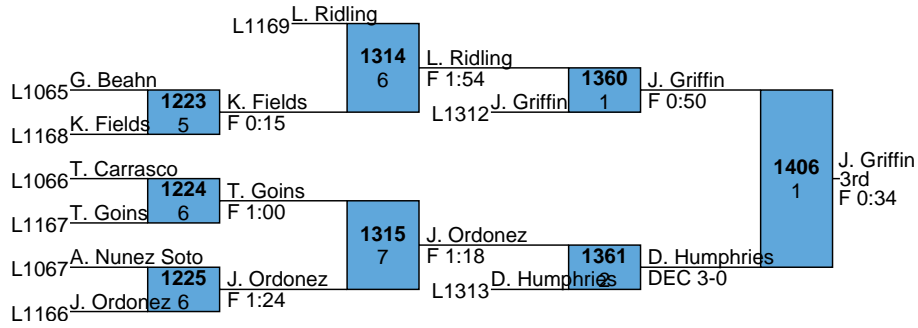 L. Ridling
L1169
1314
6
L. Ridling
F 1:54
G. Beahn
L1065
1223
5
K. Fields
F 0:15
K. Fields
L1168
1360
1
J. Griffin
L1312
J. Griffin
F 0:50
T. Carrasco
L1066
1224
6
T. Goins
F 1:00
T. Goins
L1167
1406
1
J. Griffin
3rd
F 0:34
1315
7
J. Ordonez
F 1:18
A. Nunez Soto
L1067
1225
6
J. Ordonez
F 1:24
J. Ordonez
L1166
1361
2
D. Humphries
L1313
D. Humphries
DEC 3-0